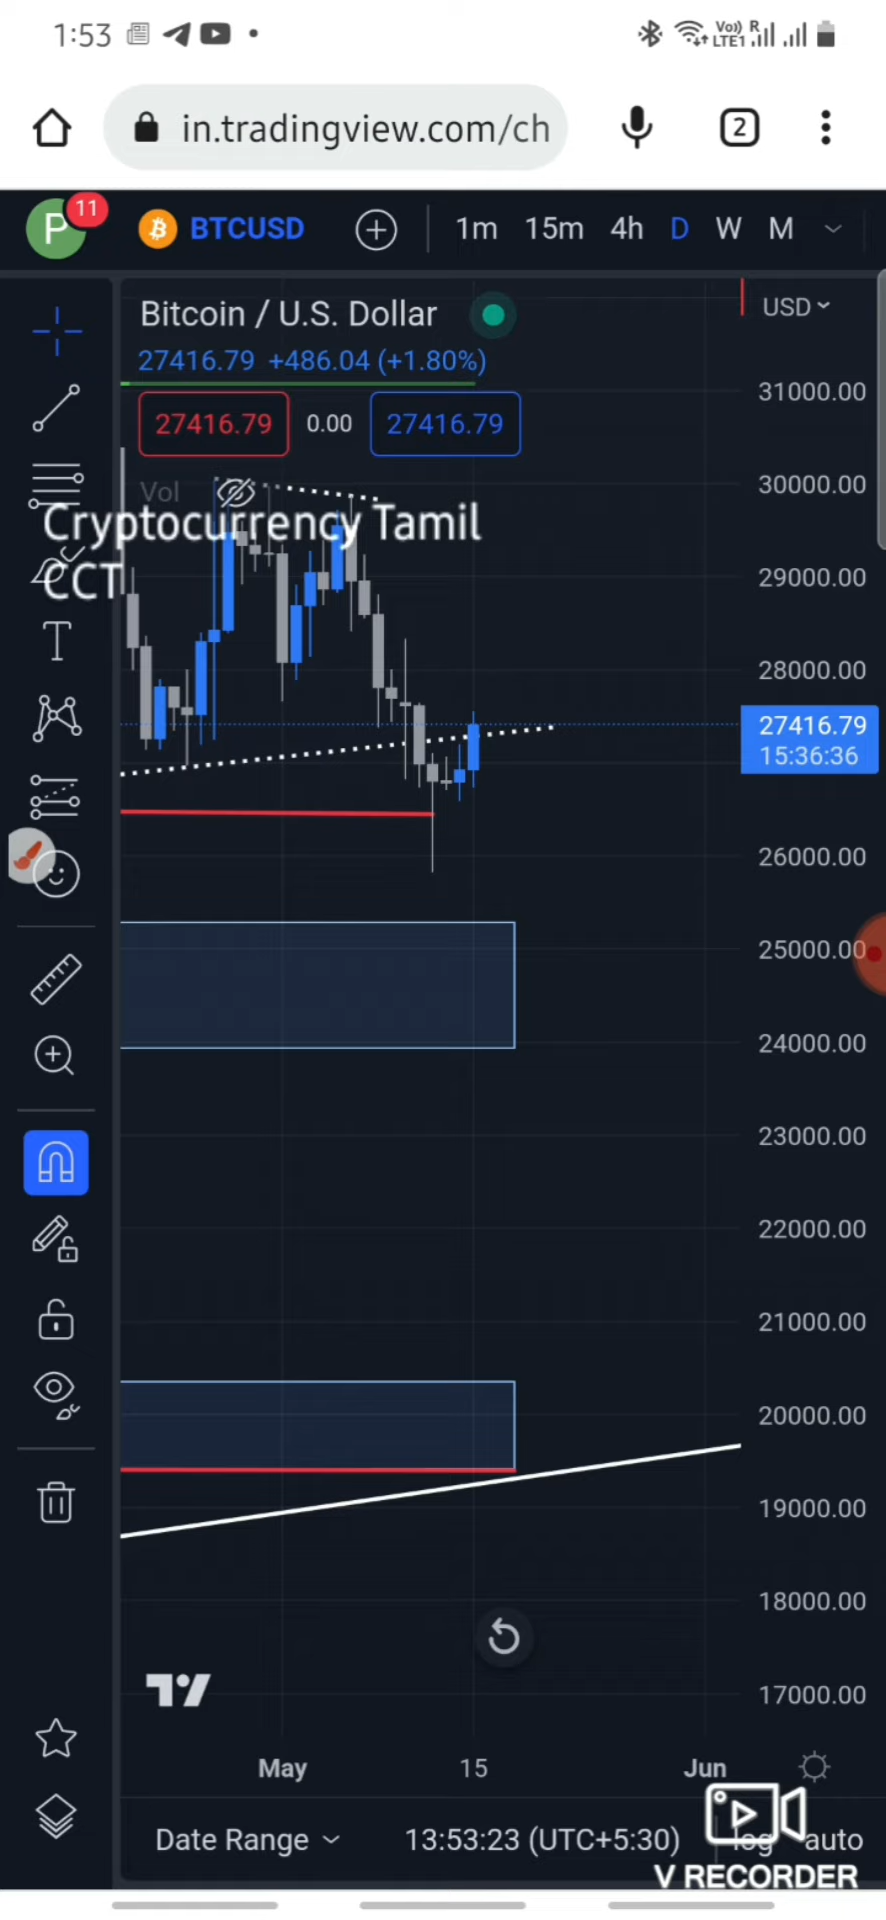 1:53
Vo)) R
LTE1
in.tradingview.com/ch
2
P 11 BTCUSD 1m 15m 4h D W M
Bitcoin / U.S. Dollar
USD
27416.79 +486.04 (+1.80%)
27416.79 0.00 27416.79
31000.00
Vol
30000.00
Cryptocurrency Tamil
CCT
29000.00
T
28000.00
27416.79
15:36:36
26000.00
25000.00
24000.00
23000.00
22000.00
21000.00
20000.00
19000.00
18000.00
17000.00
May 15 Jun
Date Range 13:53:23 (UTC+5:30) log auto
V RECORDER